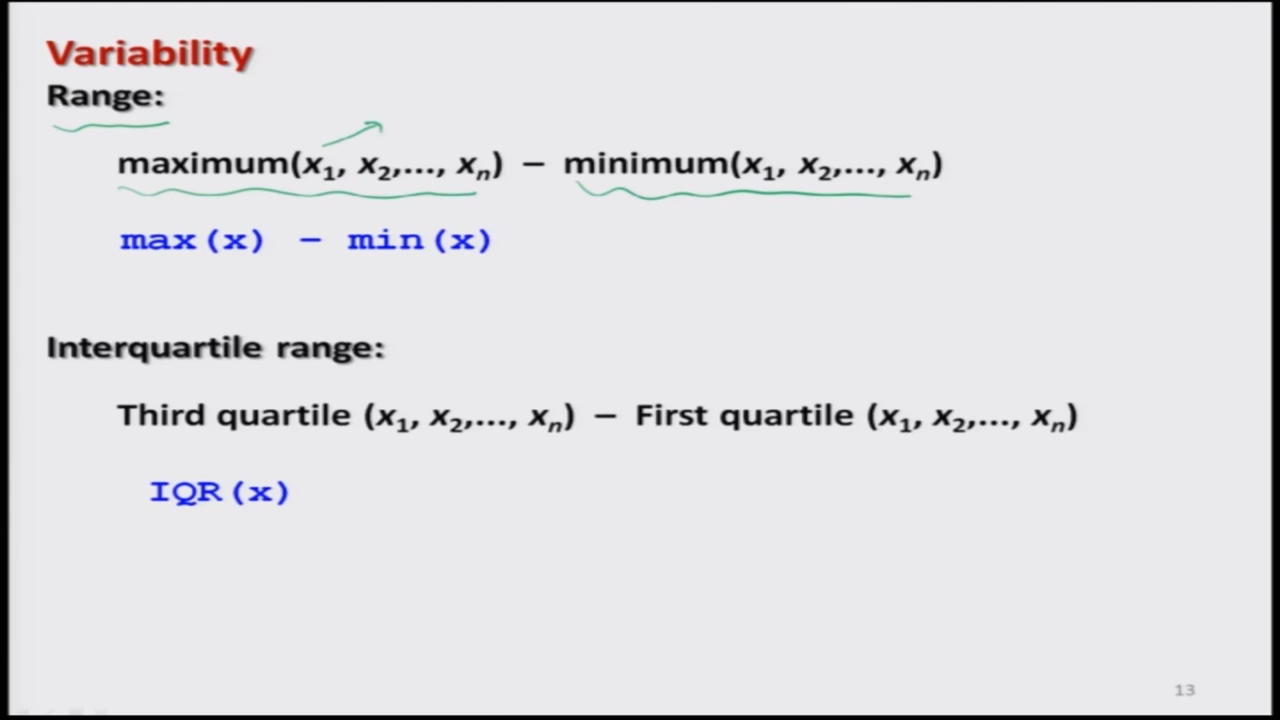 Variability
Range:
maximum(x₁, x₂,..., xₙ) – minimum(x₁, x₂,..., xₙ)
max(x) - min(x)
Interquartile range:
Third quartile (x₁, x₂,..., xₙ) – First quartile (x₁, x₂,..., xₙ)
IQR(x)
13